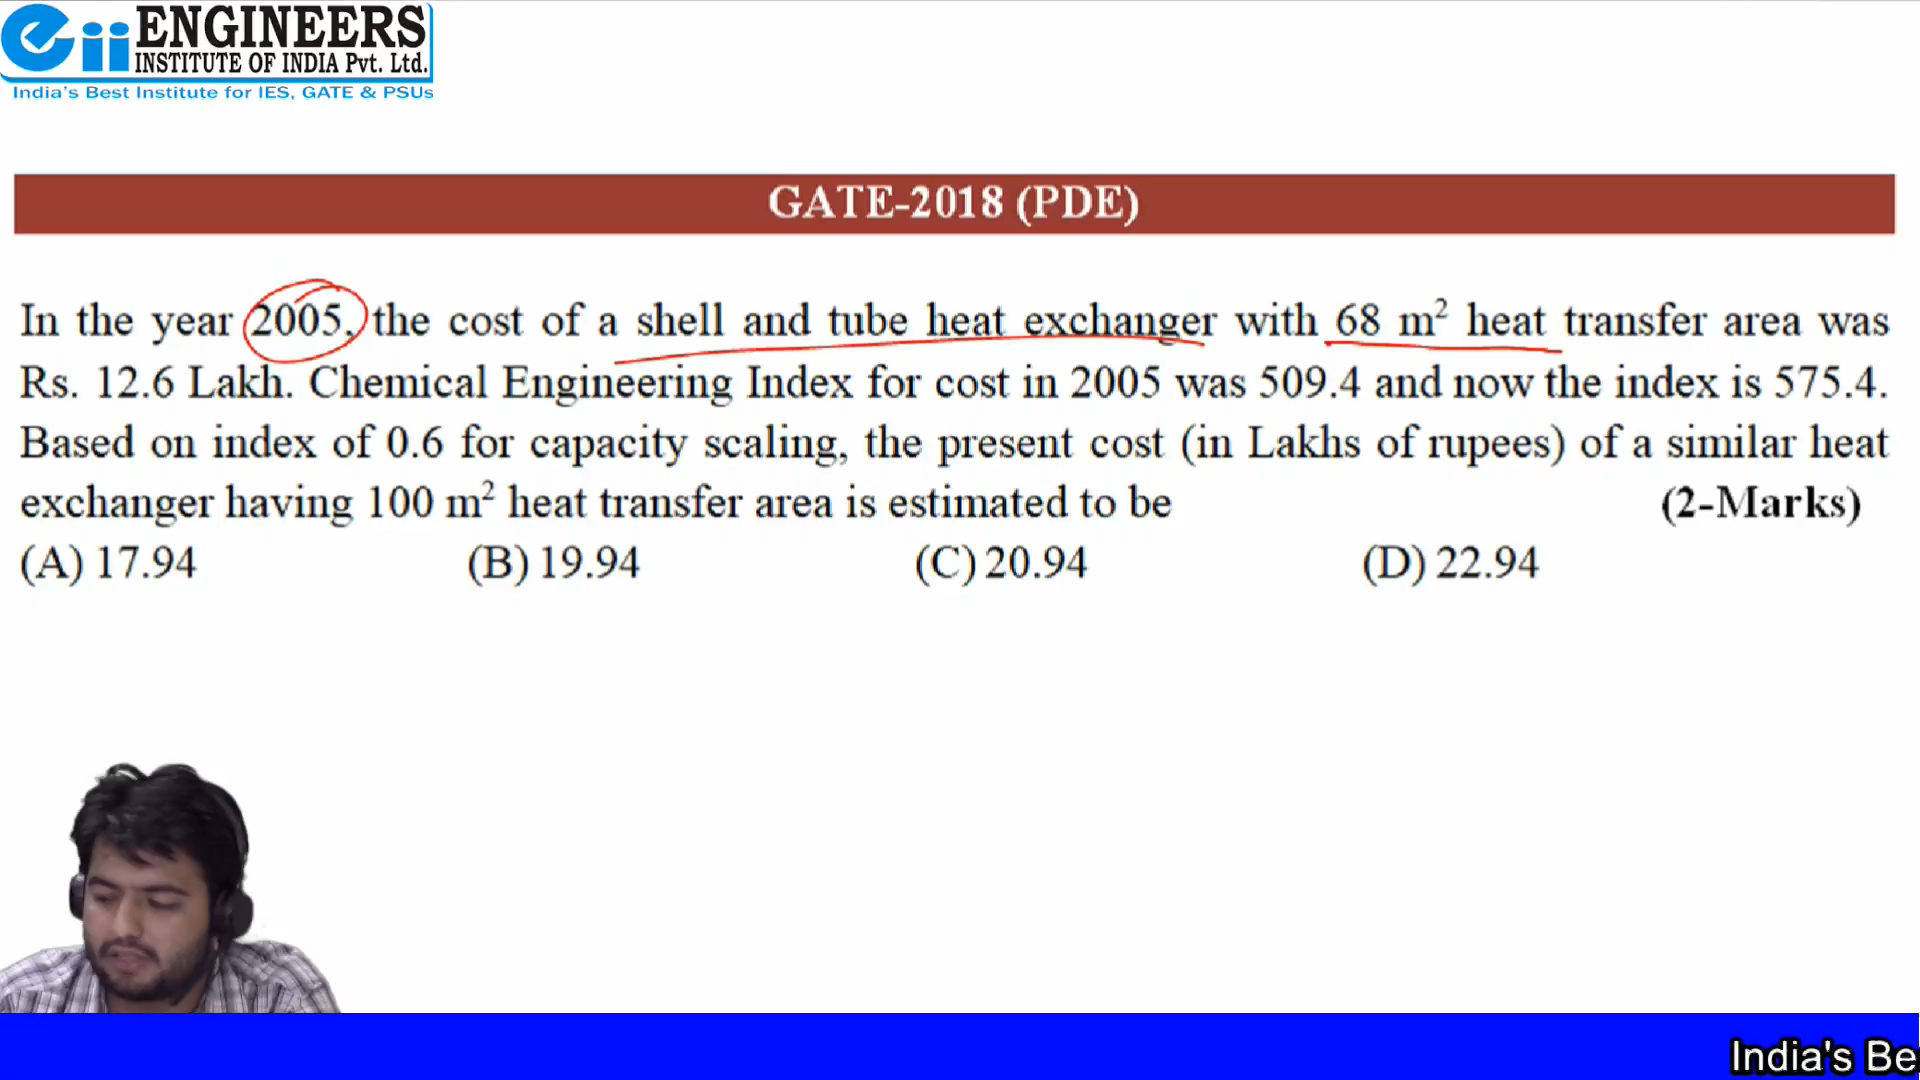 eii ENGINEERS
INSTITUTE OF INDIA Pvt. Ltd.
India's Best Institute for IES, GATE & PSUs
GATE-2018 (PDE)
In the year 2005, the cost of a shell and tube heat exchanger with 68 m² heat transfer area was
Rs. 12.6 Lakh. Chemical Engineering Index for cost in 2005 was 509.4 and now the index is 575.4.
Based on index of 0.6 for capacity scaling, the present cost (in Lakhs of rupees) of a similar heat
exchanger having 100 m² heat transfer area is estimated to be (2-Marks)
(A) 17.94 (B) 19.94 (C) 20.94 (D) 22.94
India's Be